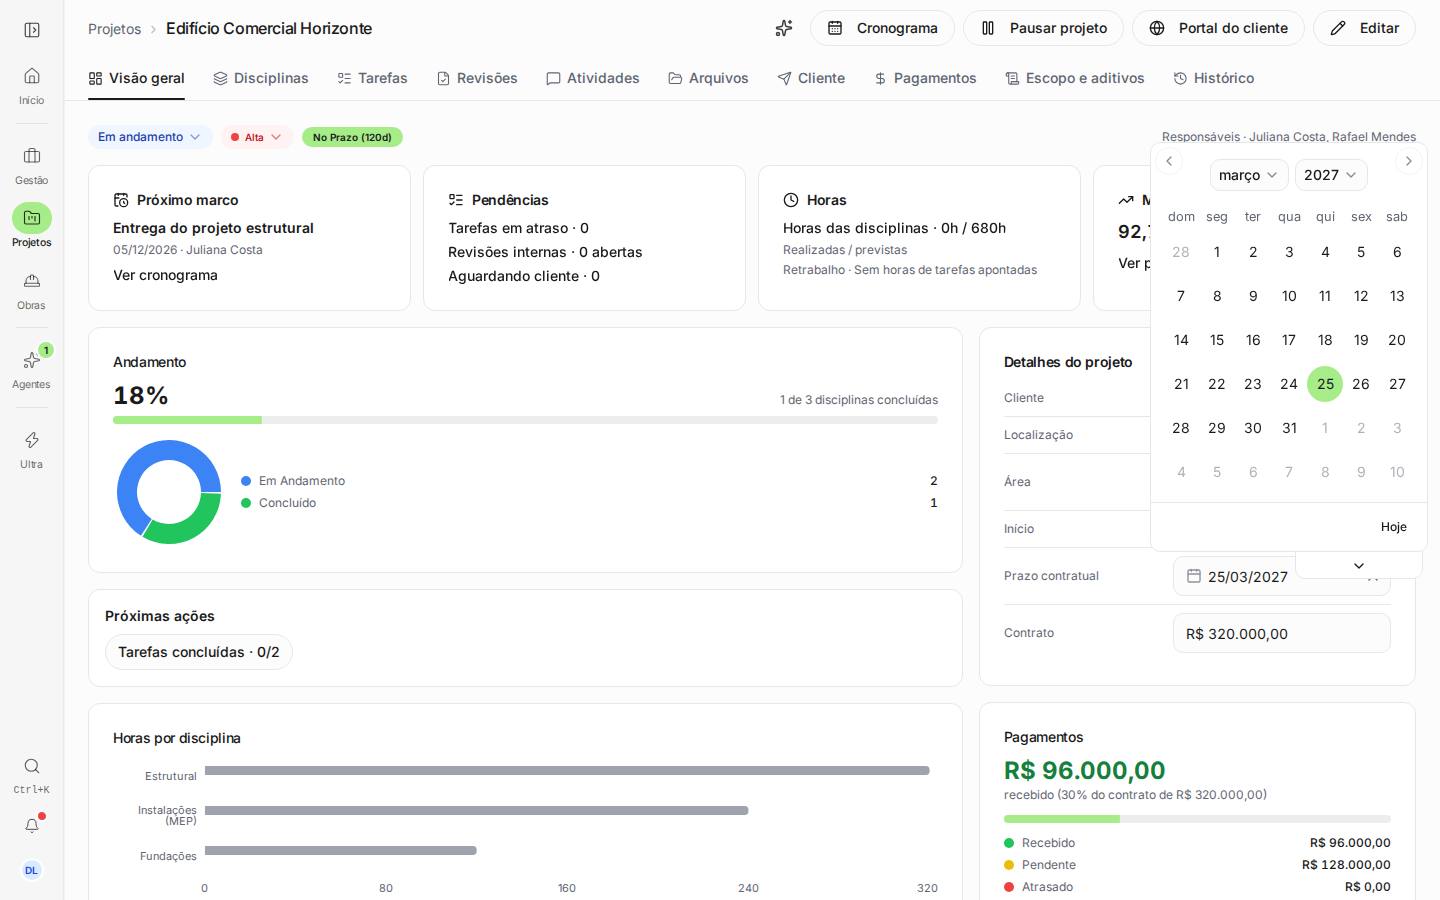 Projetos
Edifício Comercial Horizonte
Cronograma
Pausar projeto
Portal do cliente
Editar
Início
Gestão
Projetos
Obras
1
Agentes
Ultra
Ctrl+K
DL
Visão geral
Disciplinas
Tarefas
Revisões
Atividades
Arquivos
Cliente
Pagamentos
Escopo e aditivos
Histórico
Em andamento
Alta
No Prazo (120d)
Responsáveis · Juliana Costa, Rafael Mendes
Próximo marco
Entrega do projeto estrutural
05/12/2026 · Juliana Costa
Ver cronograma
Pendências
Tarefas em atraso · 0
Revisões internas · 0 abertas
Aguardando cliente · 0
Horas
Horas das disciplinas · 0h / 680h
Realizadas / previstas
Retrabalho · Sem horas de tarefas apontadas
92,
Ver
março
2027
dom seg ter qua qui sex sab
28 1 2 3 4 5 6
7 8 9 10 11 12 13
14 15 16 17 18 19 20
21 22 23 24 25 26 27
28 29 30 31 1 2 3
4 5 6 7 8 9 10
Hoje
Andamento
18%
1 de 3 disciplinas concluídas
Em Andamento 2
Concluído 1
Detalhes do projeto
Cliente
Localização
Área
Início
Prazo contratual
25/03/2027
Contrato
R$ 320.000,00
Próximas ações
Tarefas concluídas · 0/2
Horas por disciplina
Estrutural
Instalações
(MEP)
Fundações
0 80 160 240 320
Pagamentos
R$ 96.000,00
recebido (30% do contrato de R$ 320.000,00)
Recebido R$ 96.000,00
Pendente R$ 128.000,00
Atrasado R$ 0,00